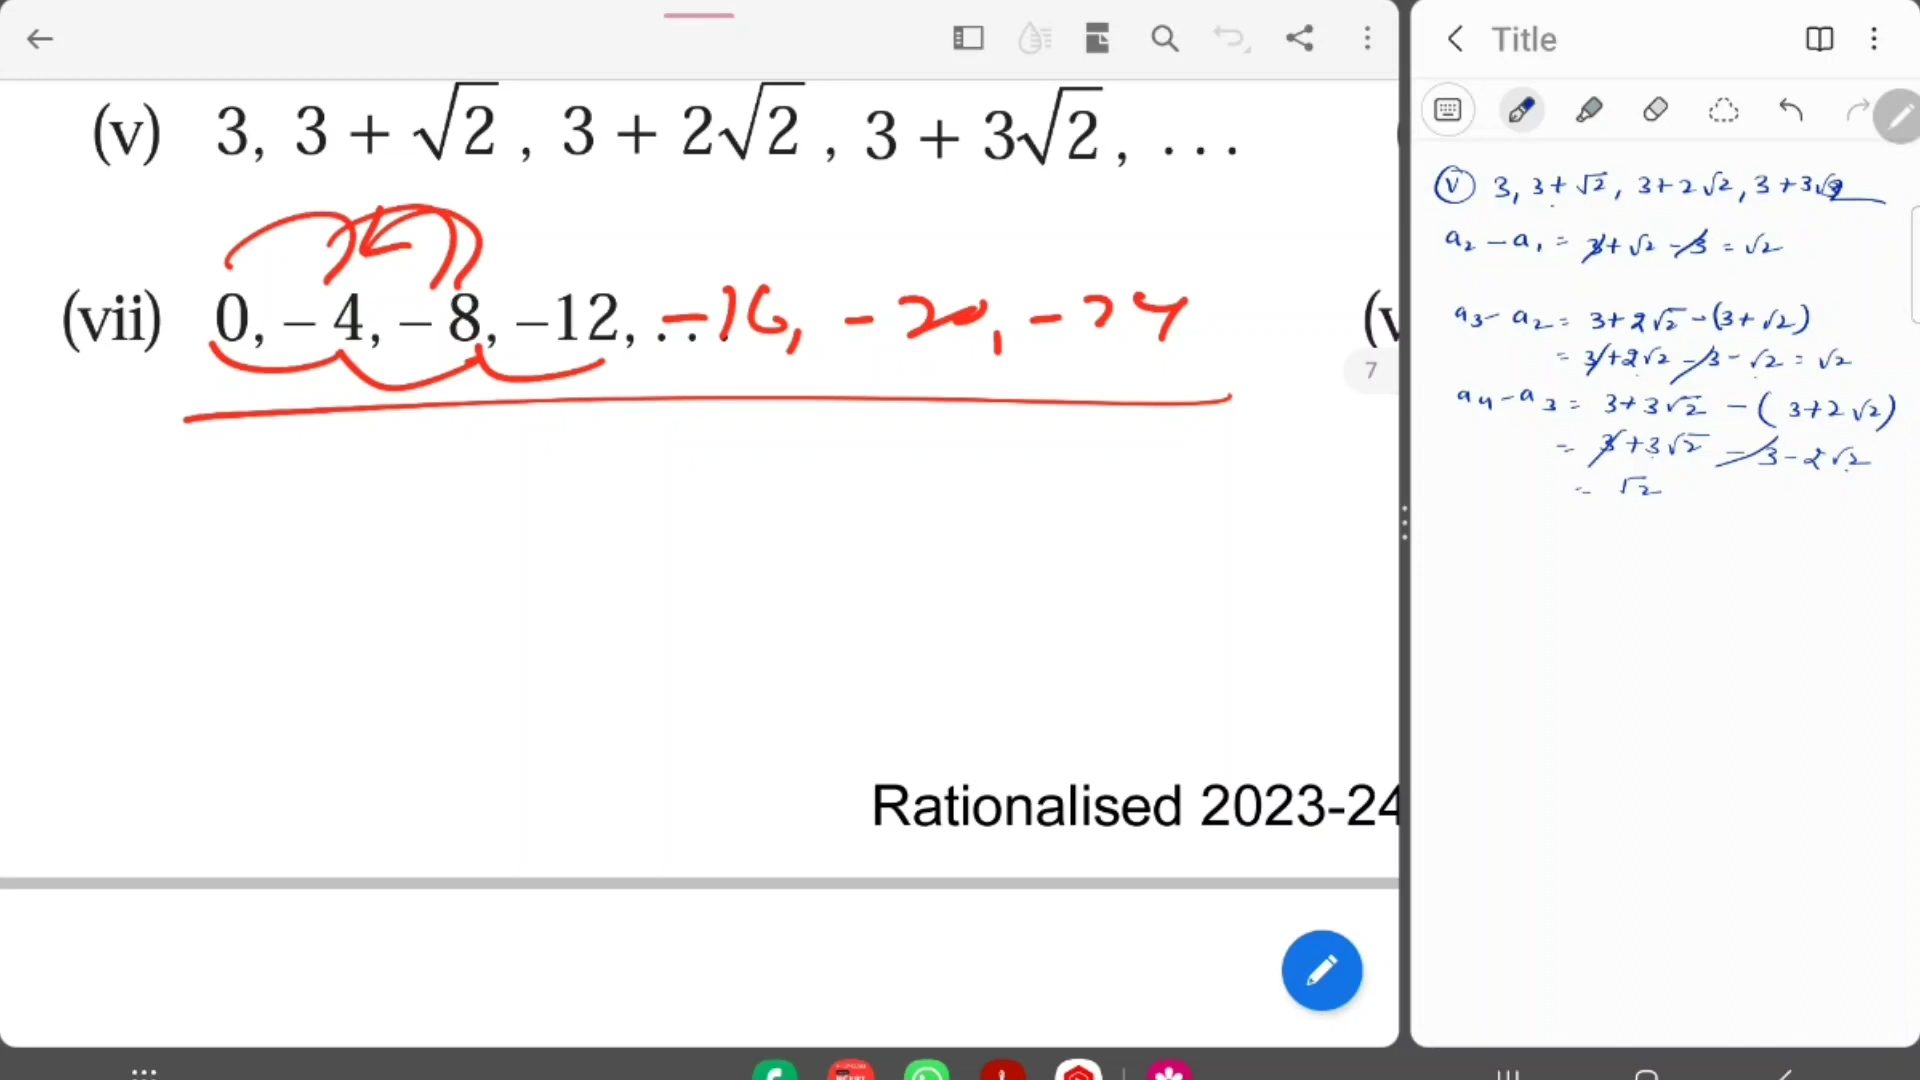 (v) 3, 3 + √2 , 3 + 2√2 , 3 + 3√2, ...
(vii) 0, – 4, – 8, –12, ... –16, –20, –24
(v
7
Rationalised 2023-24
Title
(v) 3, 3+√2, 3+2√2, 3+3√2
a2 – a1 = 3+√2 –3 = √2
a3 – a2 = 3+2√2 –(3+√2)
= 3+2√2 –3 – √2 = √2
a4 – a3 = 3+3√2 – (3+2√2)
= 3+3√2 –3 –2√2
= √2